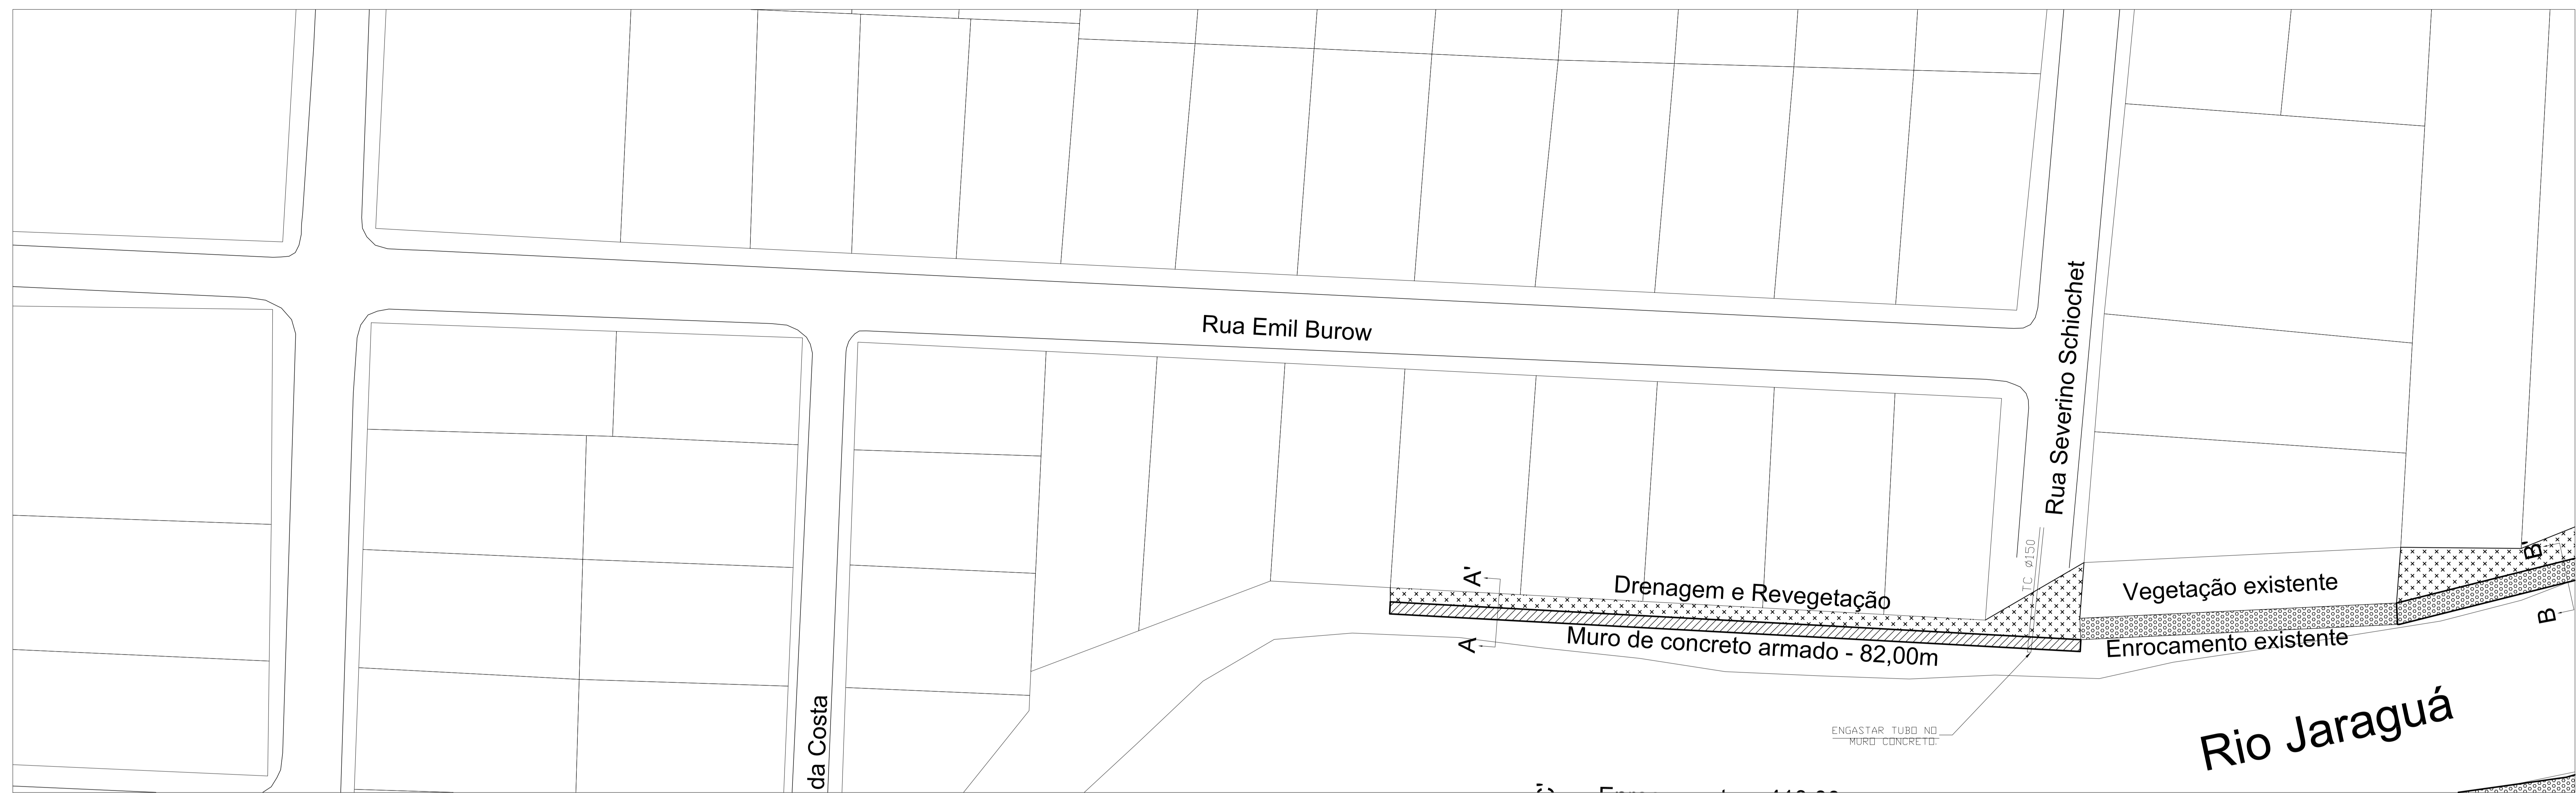 Rua Emil Burow
Rua Severino Schiochet
TC ø150
A'
A
Drenagem e Revegetação
Muro de concreto armado - 82,00m
Vegetação existente
Enrocamento existente
B'
B
ENGASTAR TUBO NO
MURO CONCRETO.
da Costa
Rio Jaraguá